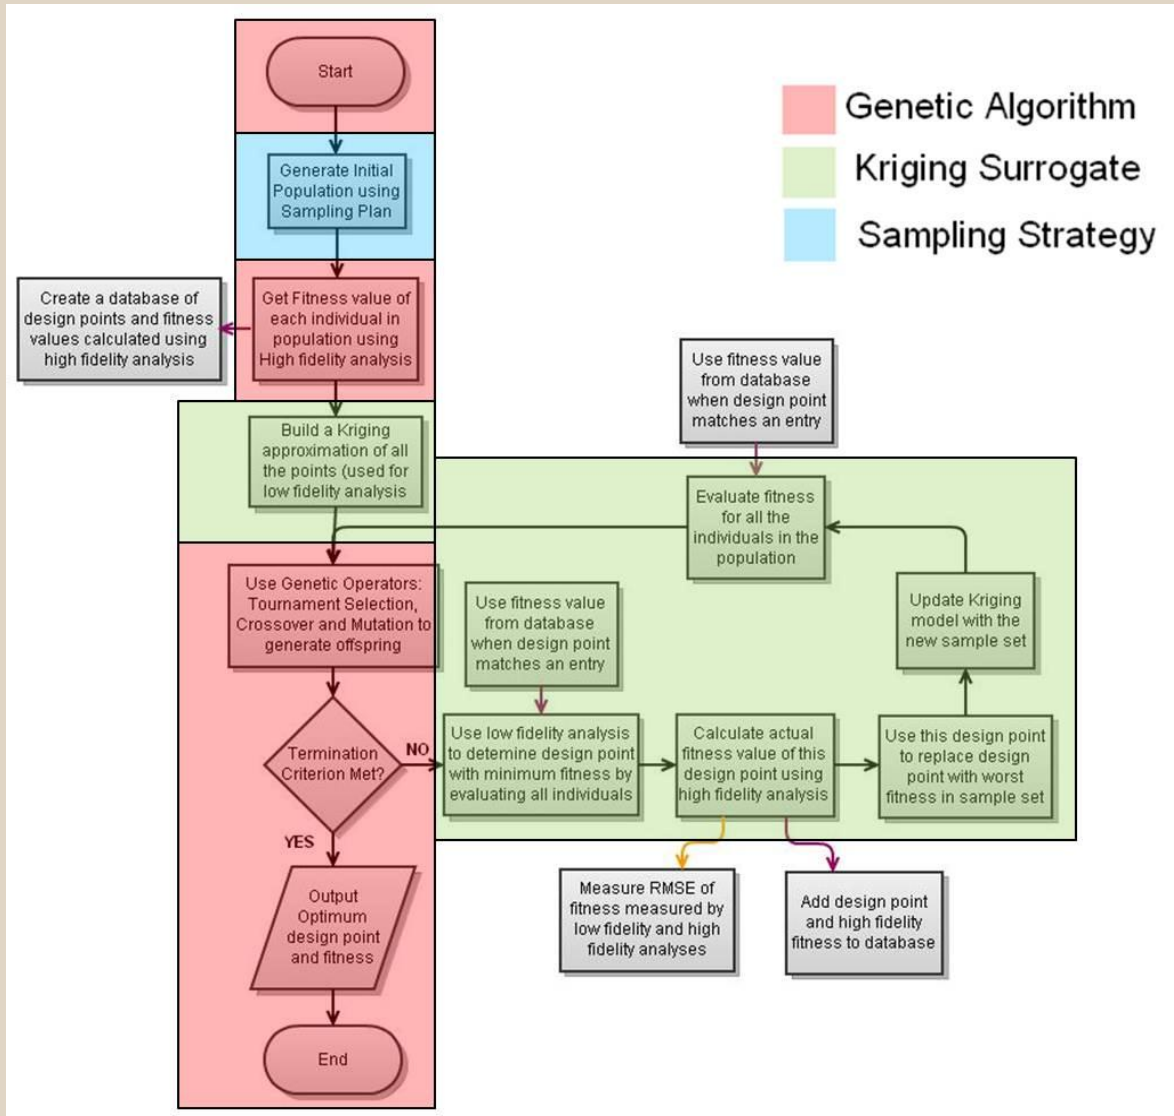 Start
Genetic Algorithm
Kriging Surrogate
Sampling Strategy
Generate Initial
Population using
Sampling Plan
Create a database of
design points and fitness
values calculated using
high fidelity analysis
Get Fitness value of
each individual in
population using
High fidelity analysis
Use fitness value
from database
when design point
matches an entry
Build a Kriging
approximation of all
the points (used for
low fidelity analysis
Evaluate fitness
for all the
individuals in the
population
Use Genetic Operators:
Tournament Selection,
Crossover and Mutation to
generate offspring
Use fitness value
from database
when design point
matches an entry
Update Kriging
model with the
new sample set
Termination
Criterion Met?
NO
Use low fidelity analysis
to detemine design point
with minimum fitness by
evaluating all individuals
Calculate actual
fitness value of this
design point using
high fidelity analysis
Use this design point
to replace design
point with worst
fitness in sample set
YES
Output
Optimum
design point
and fitness
Measure RMSE of
fitness measured by
low fidelity and high
fidelity analyses
Add design point
and high fidelity
fitness to database
End